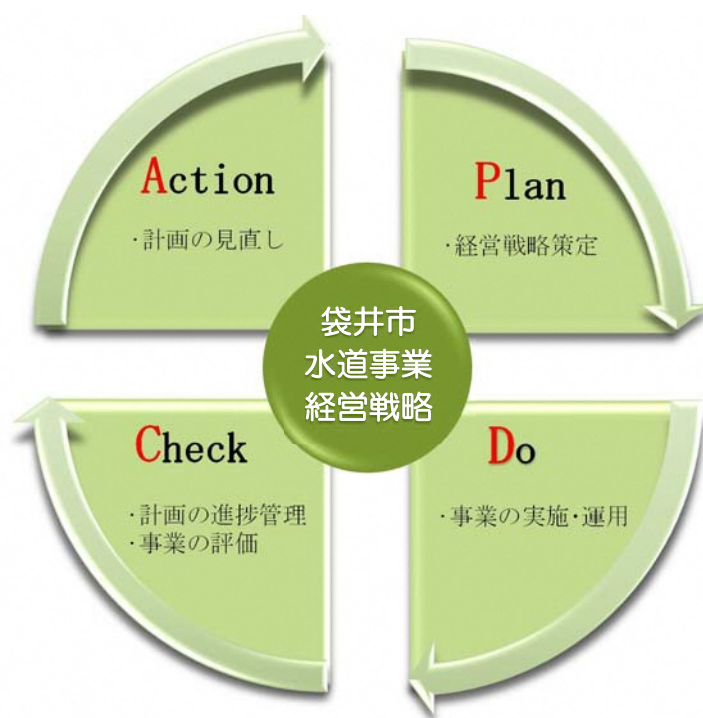 Action
・計画の見直し
Plan
・経営戦略策定
袋井市
水道事業
経営戦略
Check
・計画の進捗管理
・事業の評価
Do
・事業の実施・運用